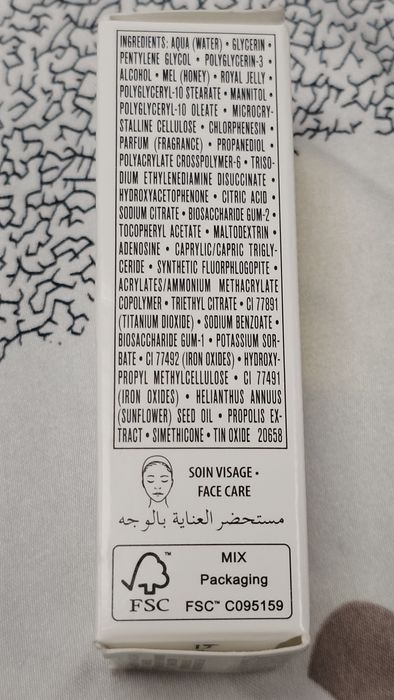 INGREDIENTS: AQUA (WATER) • GLYCERIN •
PENTYLENE GLYCOL • POLYGLYCERIN-3 •
ALCOHOL • MEL (HONEY) • ROYAL JELLY •
POLYGLYCERYL-10 STEARATE • MANNITOL •
POLYGLYCERYL-10 OLEATE • MICROCRY-
STALLINE CELLULOSE • CHLORPHENESIN •
PARFUM (FRAGRANCE) • PROPANEDIOL •
POLYACRYLATE CROSSPOLYMER-6 • TRISO-
DIUM ETHYLENEDIAMINE DISUCCINATE •
HYDROXYACETOPHENONE • CITRIC ACID •
SODIUM CITRATE • BIOSACCHARIDE GUM-2 •
TOCOPHERYL ACETATE • MALTODEXTRIN •
ADENOSINE • CAPRYLIC/CAPRIC TRIGLY-
CERIDE • SYNTHETIC FLUORPHLOGOPITE •
ACRYLATES/AMMONIUM METHACRYLATE
COPOLYMER • TRIETHYL CITRATE • CI 77891
(TITANIUM DIOXIDE) • SODIUM BENZOATE •
BIOSACCHARIDE GUM-1 • POTASSIUM SOR-
BATE • CI 77492 (IRON OXIDES) • HYDROXY-
PROPYL METHYLCELLULOSE • CI 77491
(IRON OXIDES) • HELIANTHUS ANNUUS
(SUNFLOWER) SEED OIL • PROPOLIS EX-
TRACT • SIMETHICONE • TIN OXIDE 20658
SOIN VISAGE •
FACE CARE
مستحضر العناية بالوجه
MIX
Packaging
FSC™ C095159
FSC